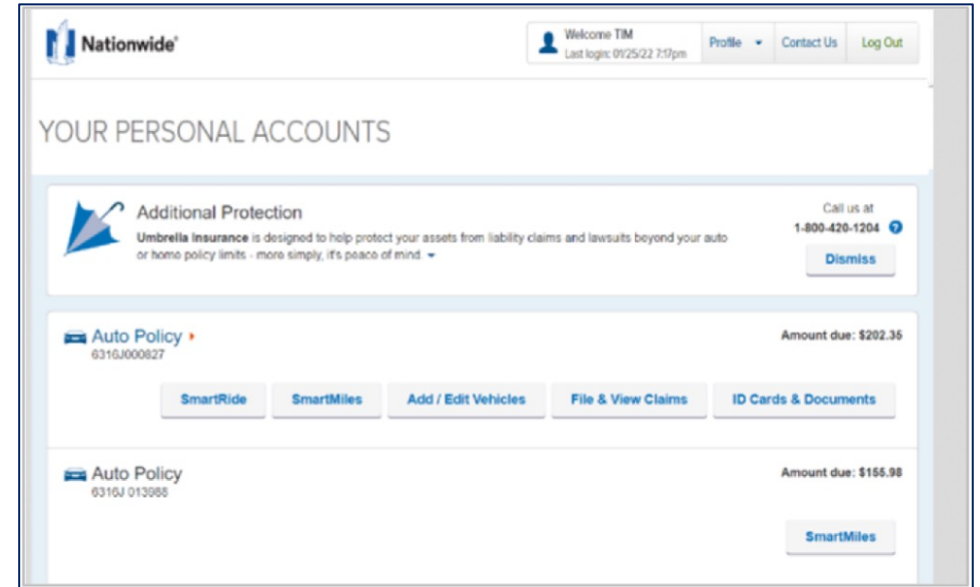 Nationwide®
Welcome TIM
Last login: 01/25/22 7:17pm
Profile
Contact Us
Log Out
YOUR PERSONAL ACCOUNTS
Additional Protection
Umbrella Insurance is designed to help protect your assets from liability claims and lawsuits beyond your auto
or home policy limits - more simply, it's peace of mind.
Call us at
1-800-420-1204
Dismiss
Auto Policy
6316J000827
Amount due: $202.35
SmartRide
SmartMiles
Add / Edit Vehicles
File & View Claims
ID Cards & Documents
Auto Policy
6316J 013988
Amount due: $155.98
SmartMiles